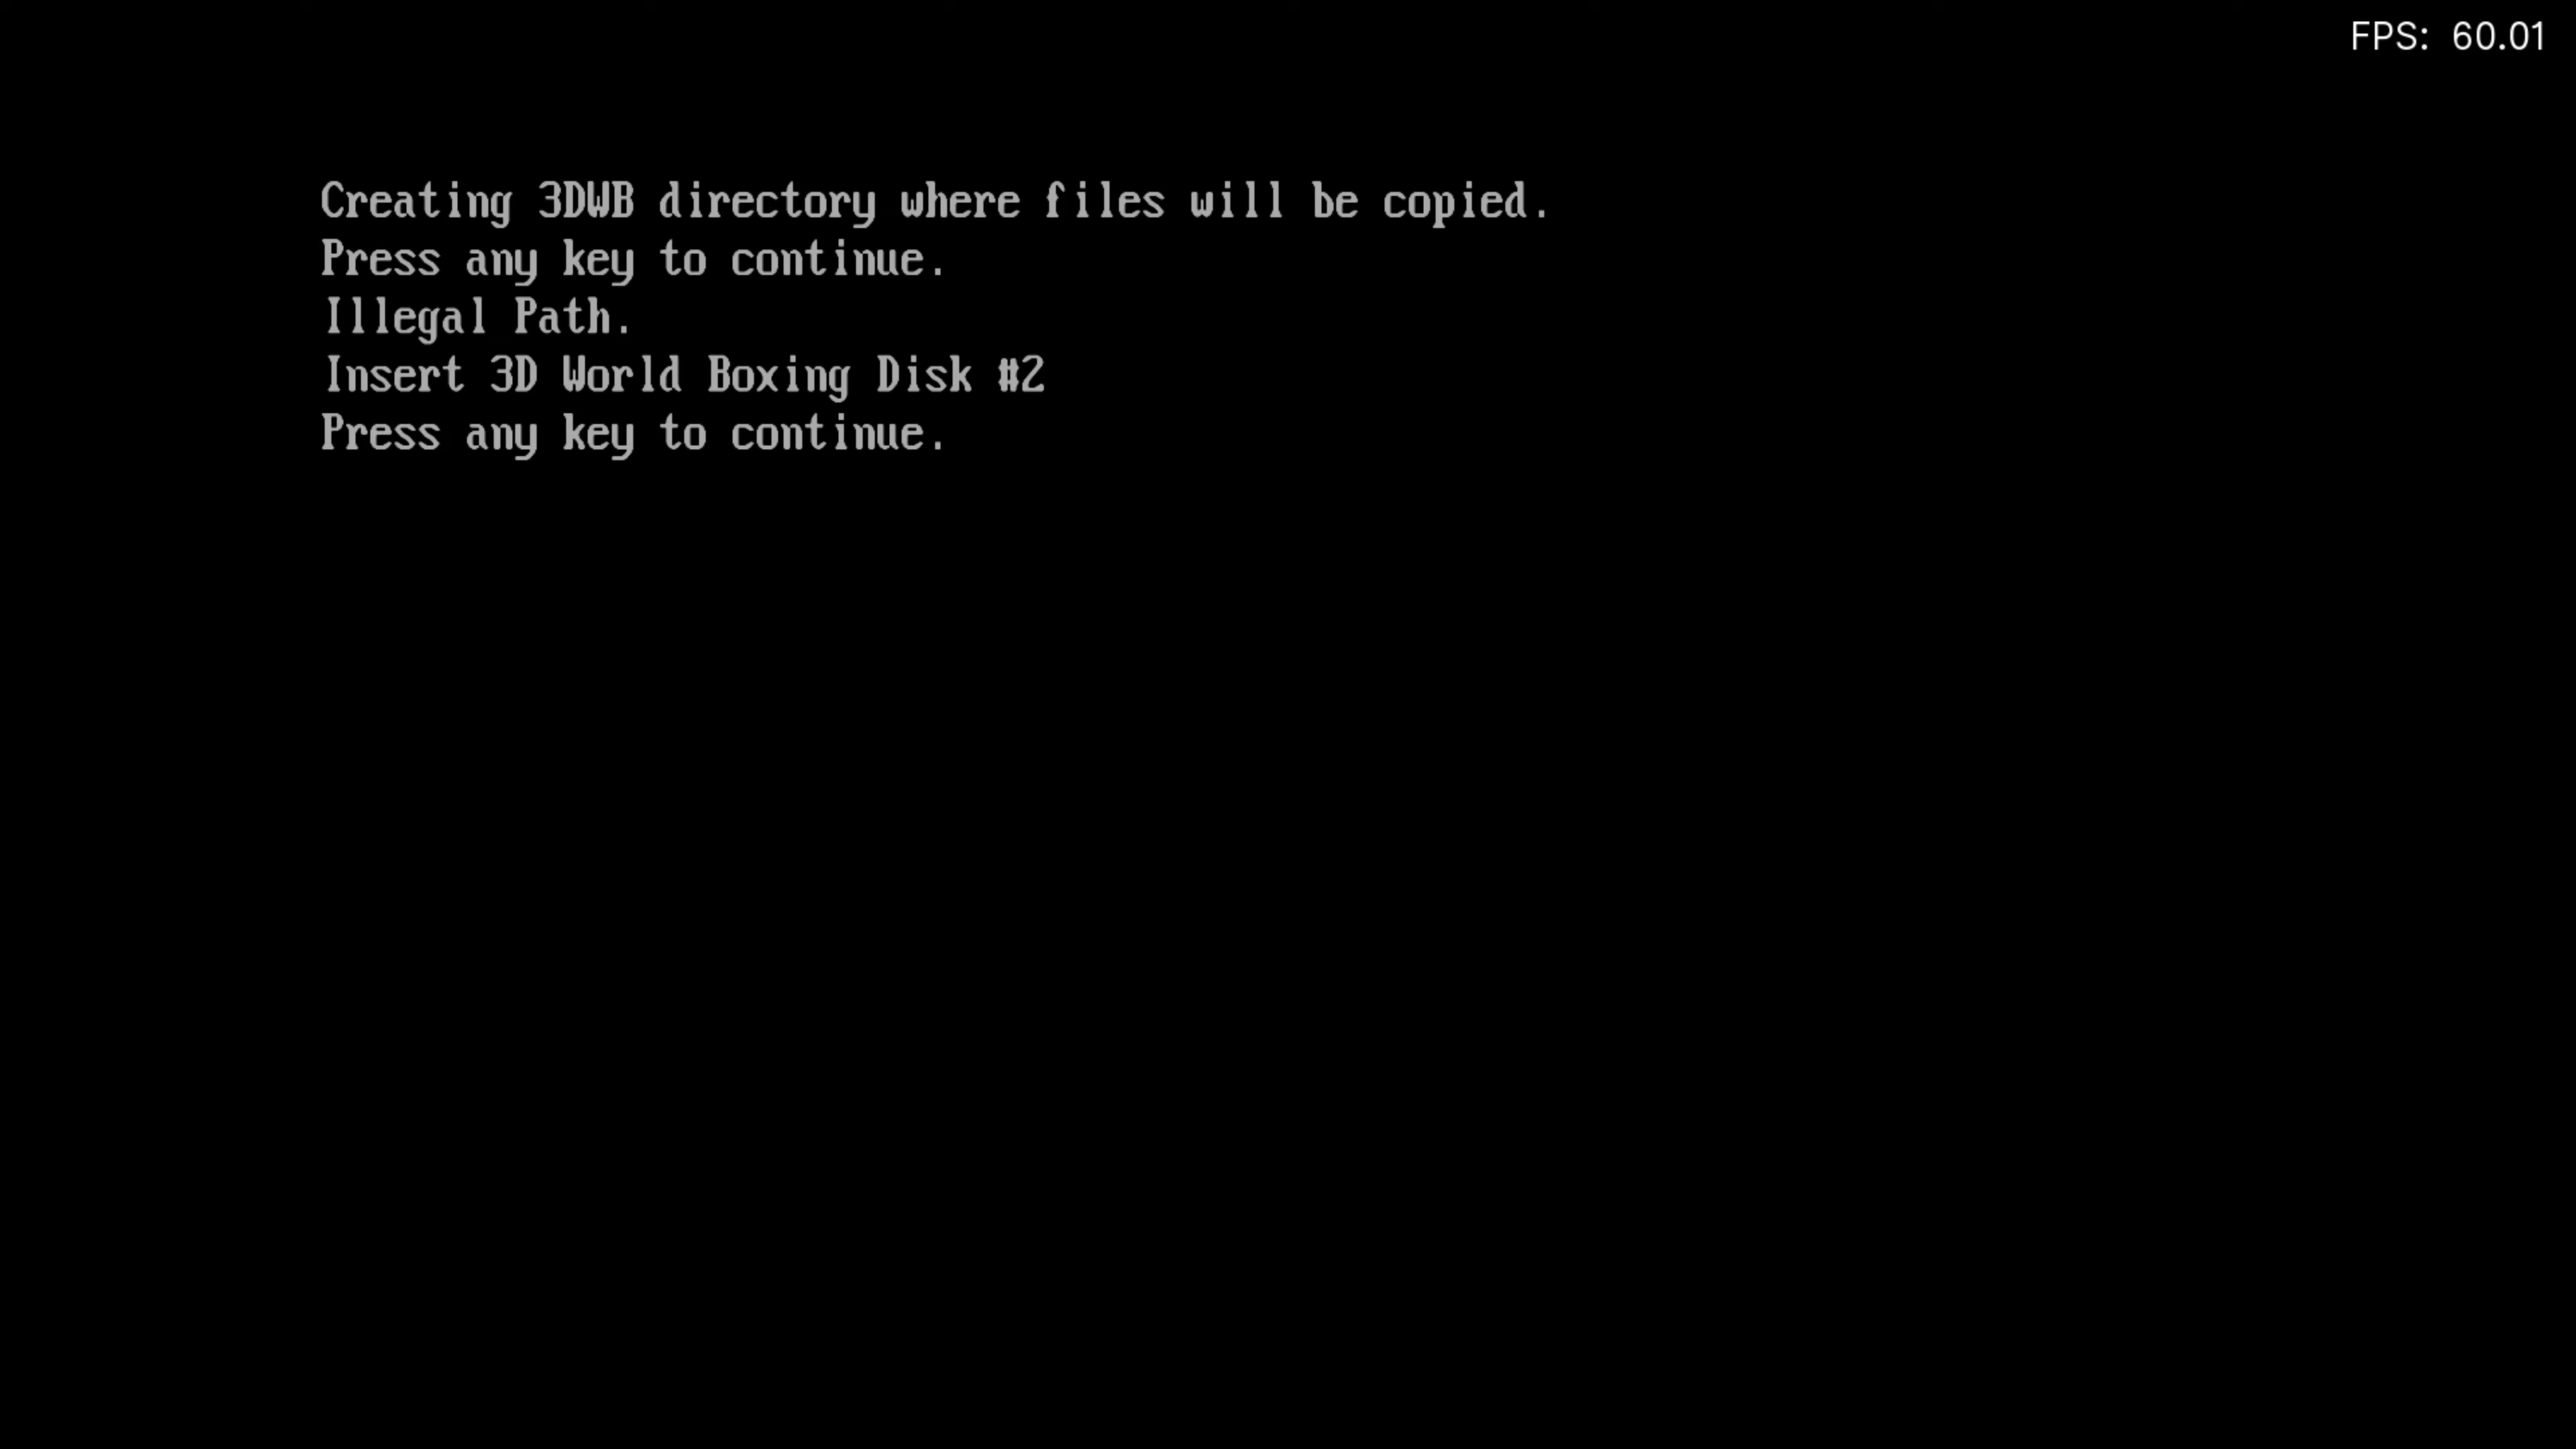 FPS: 60.01
Creating 3DWB directory where files will be copied.
Press any key to continue.
Illegal Path.
Insert 3D World Boxing Disk #2
Press any key to continue.